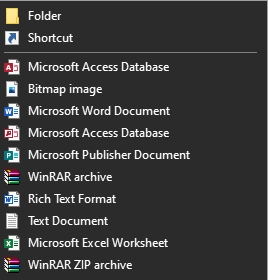 Folder
Shortcut
Microsoft Access Database
Bitmap image
Microsoft Word Document
Microsoft Access Database
Microsoft Publisher Document
WinRAR archive
Rich Text Format
Text Document
Microsoft Excel Worksheet
WinRAR ZIP archive